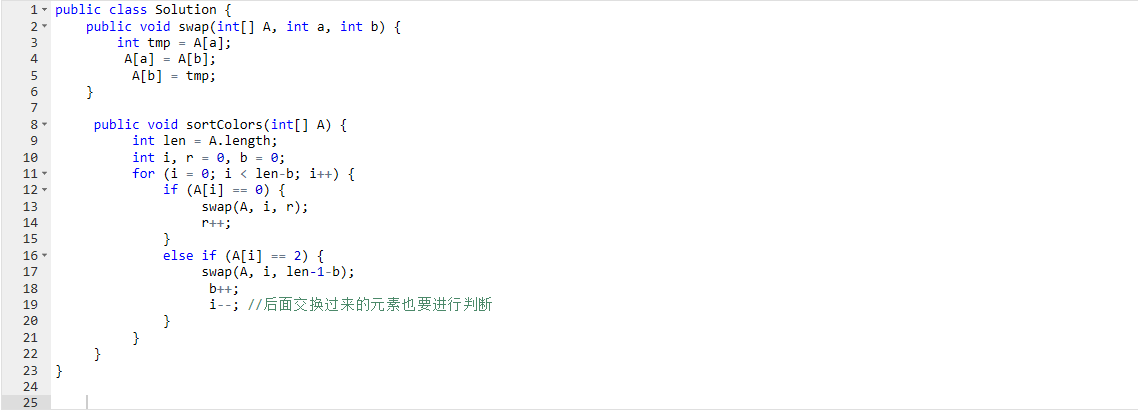 1 public class Solution {
2 public void swap(int[] A, int a, int b) {
3 int tmp = A[a];
4 A[a] = A[b];
5 A[b] = tmp;
6 }
7
8 public void sortColors(int[] A) {
9 int len = A.length;
10 int i, r = 0, b = 0;
11 for (i = 0; i < len-b; i++) {
12 if (A[i] == 0) {
13 swap(A, i, r);
14 r++;
15 }
16 else if (A[i] == 2) {
17 swap(A, i, len-1-b);
18 b++;
19 i--; //后面交换过来的元素也要进行判断
20 }
21 }
22 }
23 }
24
25